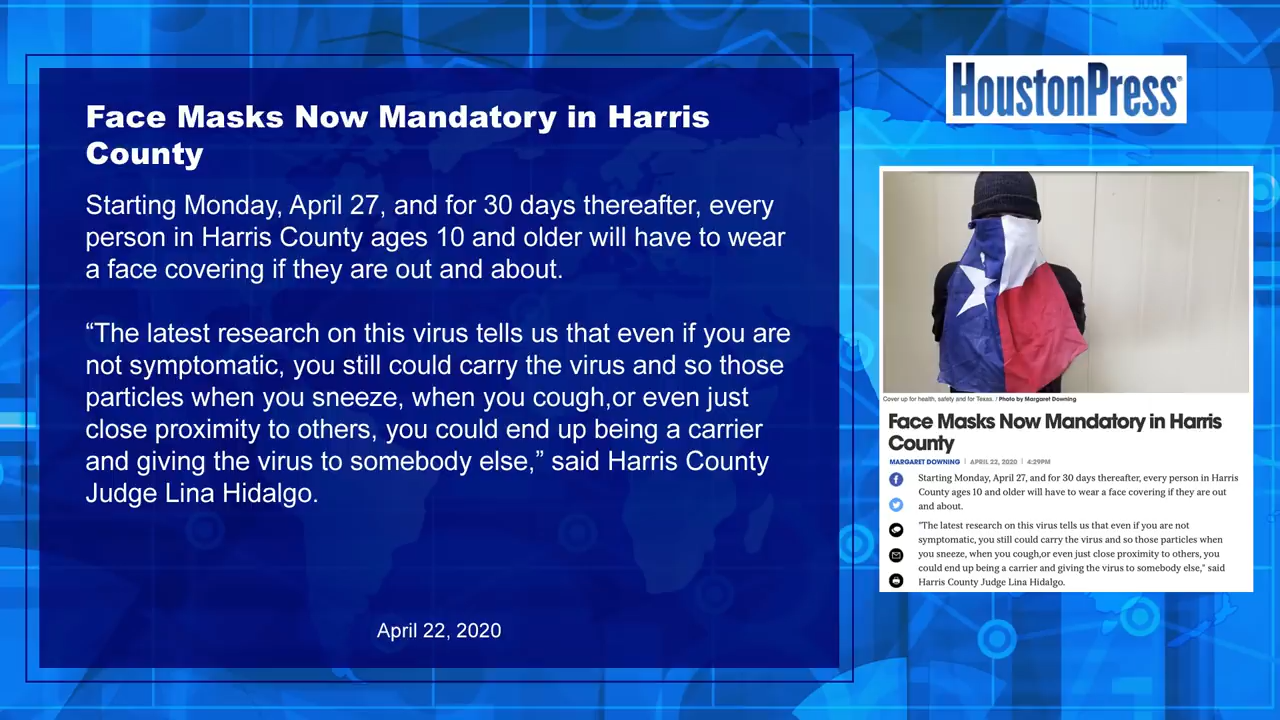 Face Masks Now Mandatory in Harris
County
Starting Monday, April 27, and for 30 days thereafter, every
person in Harris County ages 10 and older will have to wear
a face covering if they are out and about.
“The latest research on this virus tells us that even if you are
not symptomatic, you still could carry the virus and so those
particles when you sneeze, when you cough,or even just
close proximity to others, you could end up being a carrier
and giving the virus to somebody else,” said Harris County
Judge Lina Hidalgo.
April 22, 2020
HoustonPress®
Cover up for health, safety and for Texas. / Photo by Margaret Downing
Face Masks Now Mandatory in Harris
County
MARGARET DOWNING | APRIL 22, 2020 | 4:29PM
Starting Monday, April 27, and for 30 days thereafter, every person in Harris
County ages 10 and older will have to wear a face covering if they are out
and about.
"The latest research on this virus tells us that even if you are not
symptomatic, you still could carry the virus and so those particles when
you sneeze, when you cough,or even just close proximity to others, you
could end up being a carrier and giving the virus to somebody else," said
Harris County Judge Lina Hidalgo.